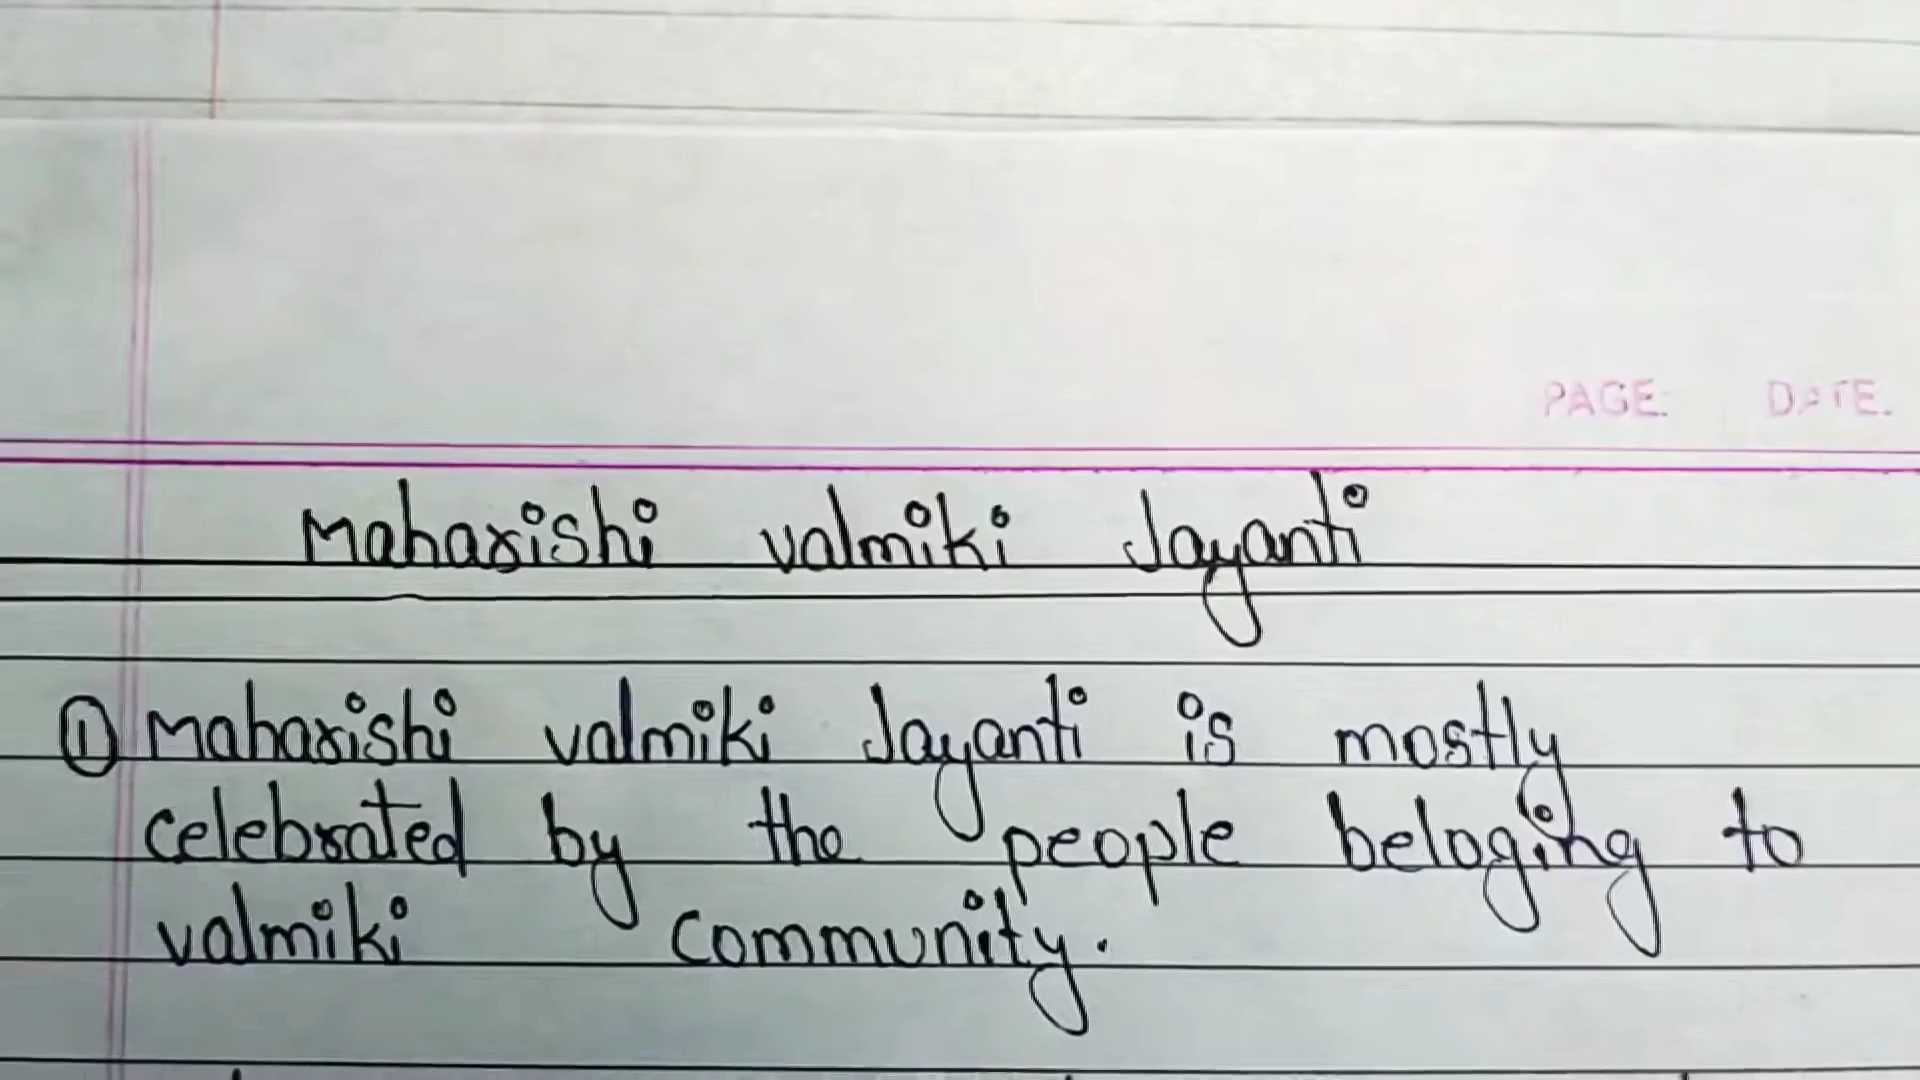 PAGE. DATE.
Maharishi valmiki Jayanti
① Maharishi valmiki Jayanti is mostly
celebrated by the people beloging to
valmiki community.